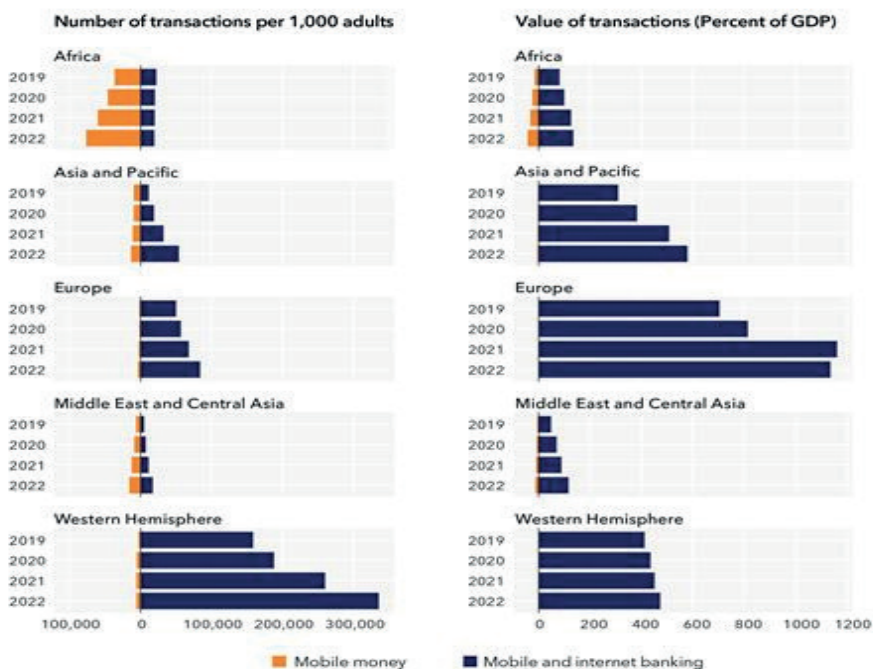 Number of transactions per 1,000 adults
Africa
2019
2020
2021
2022
Asia and Pacific
2019
2020
2021
2022
Europe
2019
2020
2021
2022
Middle East and Central Asia
2019
2020
2021
2022
Western Hemisphere
2019
2020
2021
2022
100,000 0 100,000 200,000 300,000
Value of transactions (Percent of GDP)
Africa
2019
2020
2021
2022
Asia and Pacific
2019
2020
2021
2022
Europe
2019
2020
2021
2022
Middle East and Central Asia
2019
2020
2021
2022
Western Hemisphere
2019
2020
2021
2022
0 200 400 600 800 1000 1200
Mobile money Mobile and internet banking